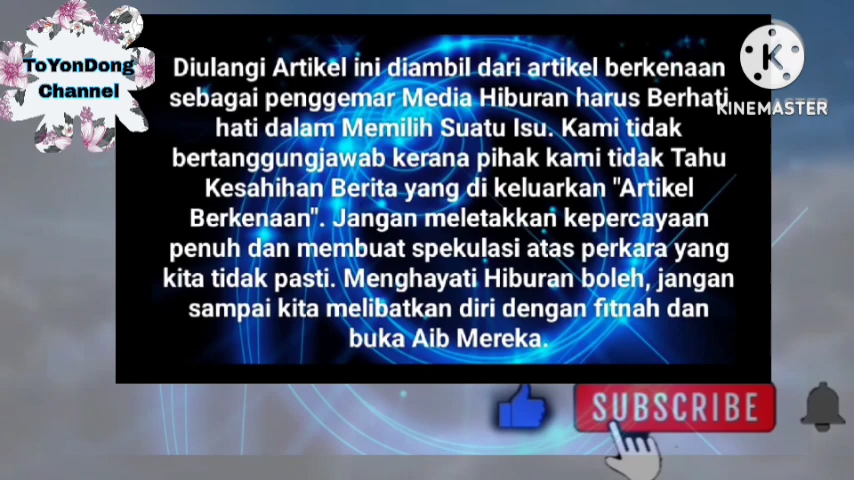 ToYonDong
Channel
KINEMASTER
Diulangi Artikel ini diambil dari artikel berkenaan
sebagai penggemar Media Hiburan harus Berhati
hati dalam Memilih Suatu Isu. Kami tidak
bertanggungjawab kerana pihak kami tidak Tahu
Kesahihan Berita yang di keluarkan "Artikel
Berkenaan". Jangan meletakkan kepercayaan
penuh dan membuat spekulasi atas perkara yang
kita tidak pasti. Menghayati Hiburan boleh, jangan
sampai kita melibatkan diri dengan fitnah dan
buka Aib Mereka.
SUBSCRIBE